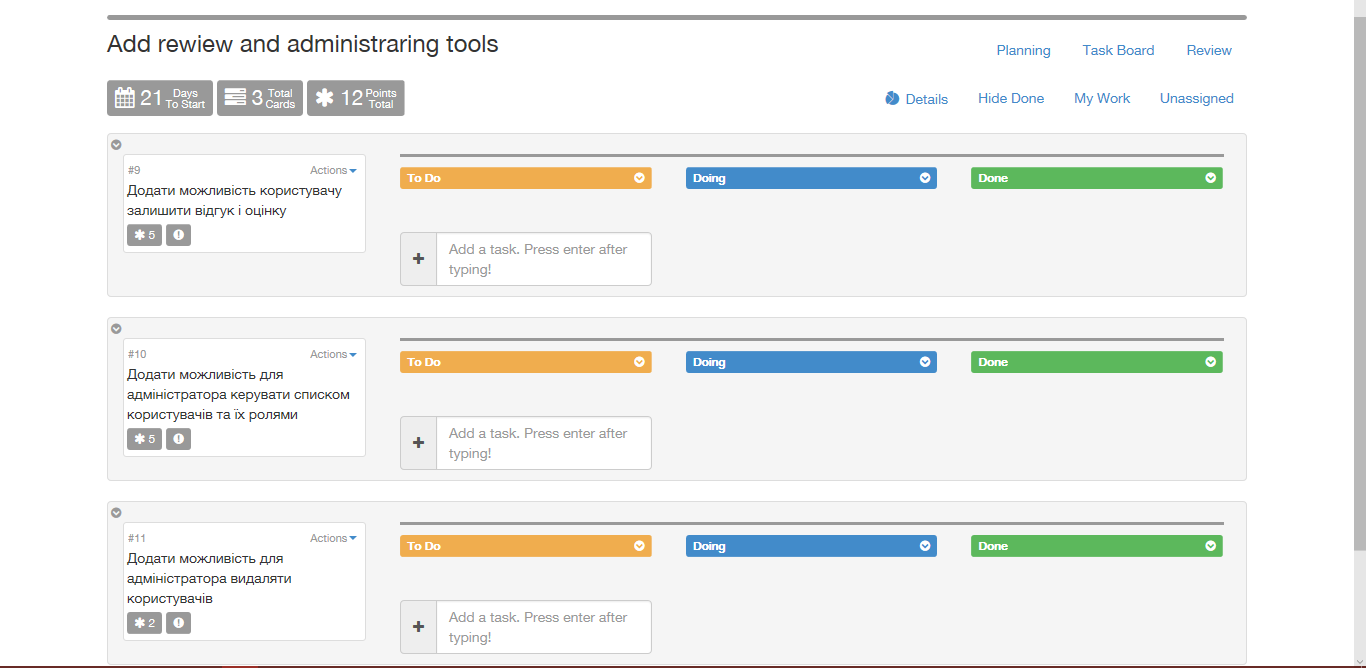 Add rewiew and administraring tools
Planning Task Board Review
21 Days To Start 3 Total Cards 12 Points Total
Details Hide Done My Work Unassigned
#9 Actions
Додати можливість користувачу
залишити відгук і оцінку
5
To Do Doing Done
Add a task. Press enter after
typing!
#10 Actions
Додати можливість для
адміністратора керувати списком
користувачів та їх ролями
5
To Do Doing Done
Add a task. Press enter after
typing!
#11 Actions
Додати можливість для
адміністратора видаляти
користувачів
2
To Do Doing Done
Add a task. Press enter after
typing!